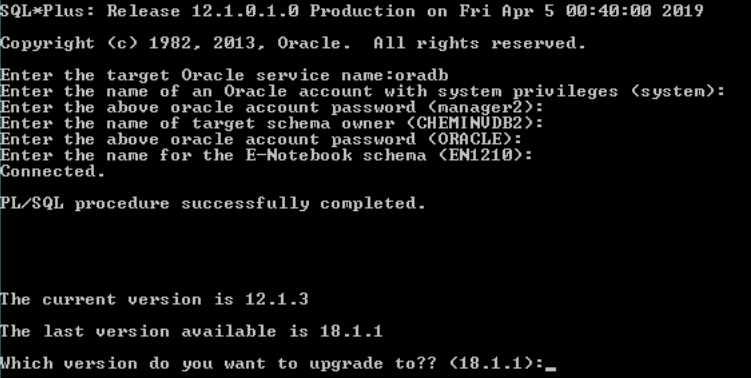 SQL*Plus: Release 12.1.0.1.0 Production on Fri Apr 5 00:40:00 2019
Copyright (c) 1982, 2013, Oracle.  All rights reserved.
Enter the target Oracle service name:oradb
Enter the name of an Oracle account with system privileges (system):
Enter the above oracle account password (manager2):
Enter the name of target schema owner (CHEMINVDB2):
Enter the above oracle account password (ORACLE):
Enter the name for the E-Notebook schema (EN1210):
Connected.
PL/SQL procedure successfully completed.
The current version is 12.1.3
The last version available is 18.1.1
Which version do you want to upgrade to?? (18.1.1):_